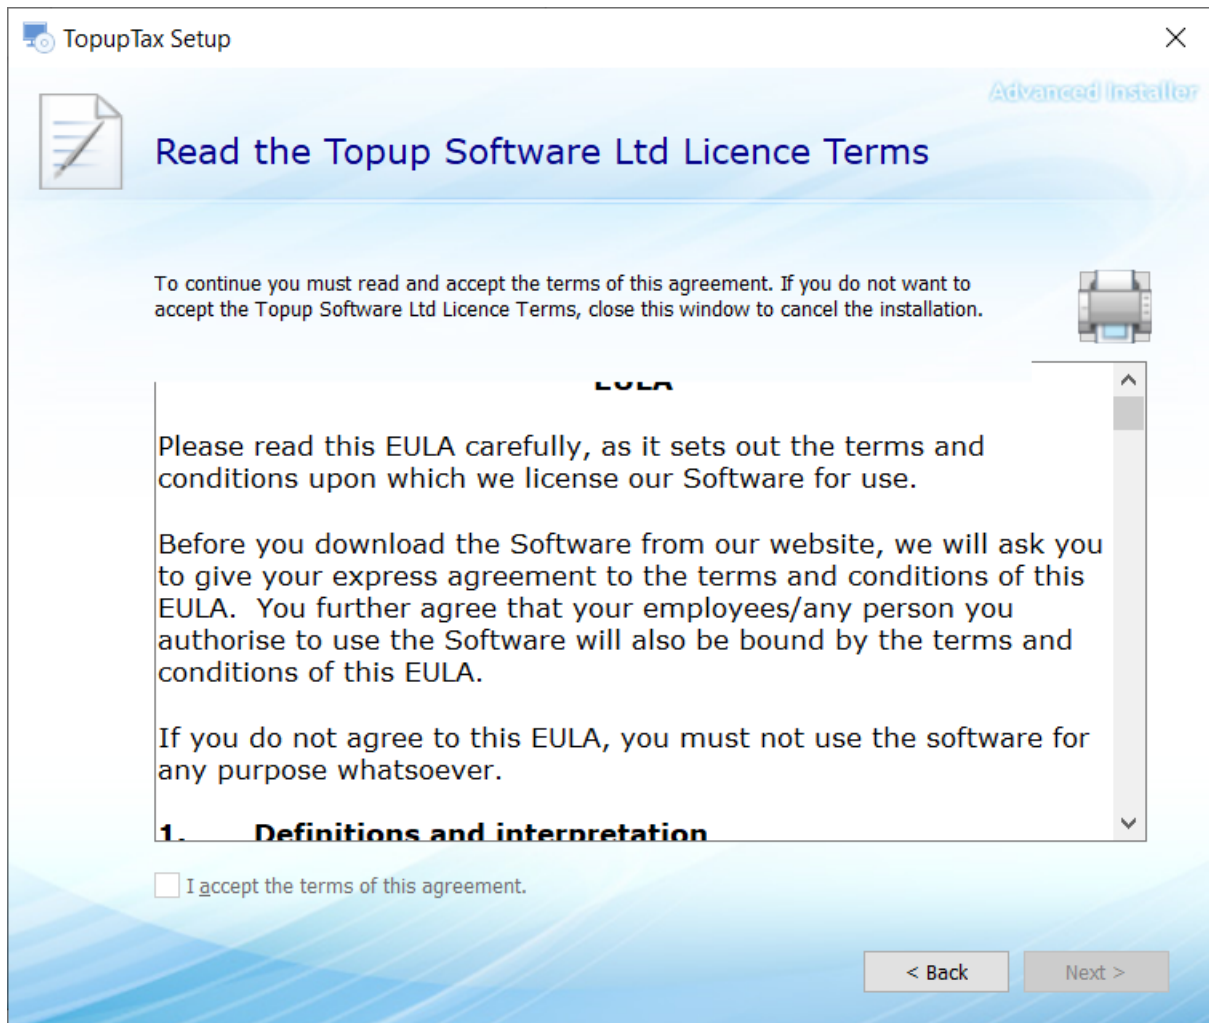 TopupTax Setup
Advanced Installer
Read the Topup Software Ltd Licence Terms
To continue you must read and accept the terms of this agreement. If you do not want to
accept the Topup Software Ltd Licence Terms, close this window to cancel the installation.
EULA
Please read this EULA carefully, as it sets out the terms and
conditions upon which we license our Software for use.
Before you download the Software from our website, we will ask you
to give your express agreement to the terms and conditions of this
EULA.  You further agree that your employees/any person you
authorise to use the Software will also be bound by the terms and
conditions of this EULA.
If you do not agree to this EULA, you must not use the software for
any purpose whatsoever.
1. Definitions and interpretation
I accept the terms of this agreement.
< Back
Next >